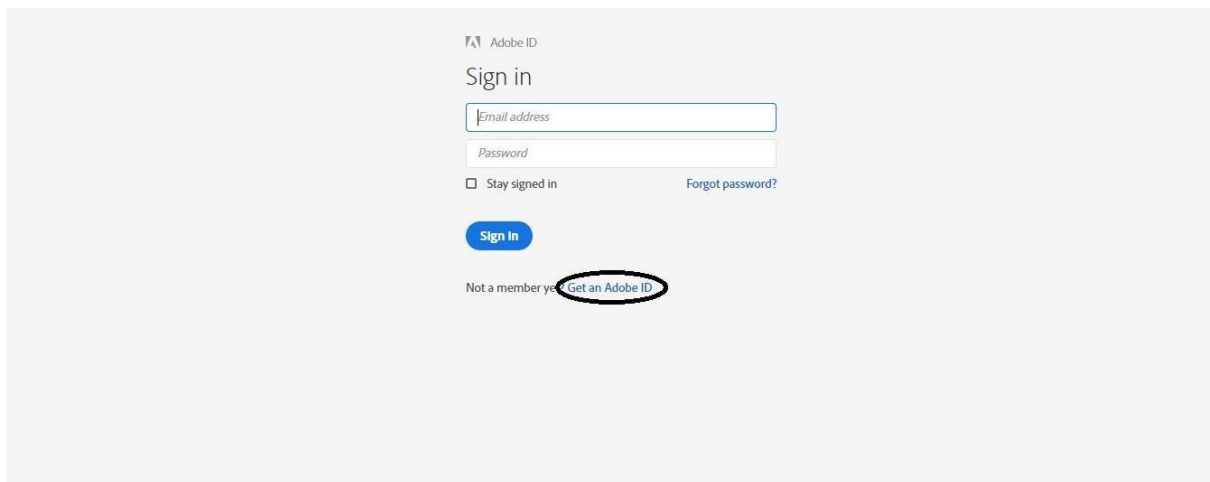 Adobe ID
Sign in
Email address
Password
Stay signed in Forgot password?
Sign in
Not a member yet? Get an Adobe ID